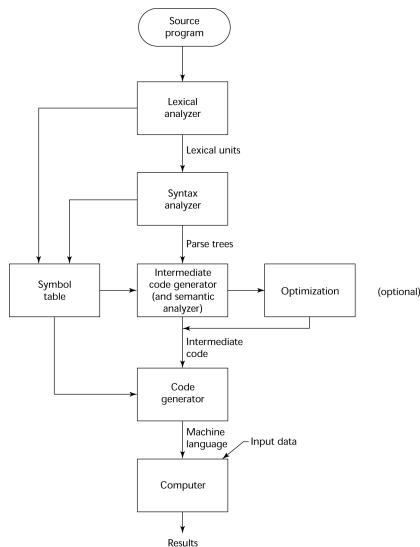 Source
program
Lexical
analyzer
Lexical units
Syntax
analyzer
Parse trees
Symbol
table
Intermediate
code generator
(and semantic
analyzer)
Optimization
(optional)
Intermediate
code
Code
generator
Machine
language
Input data
Computer
Results